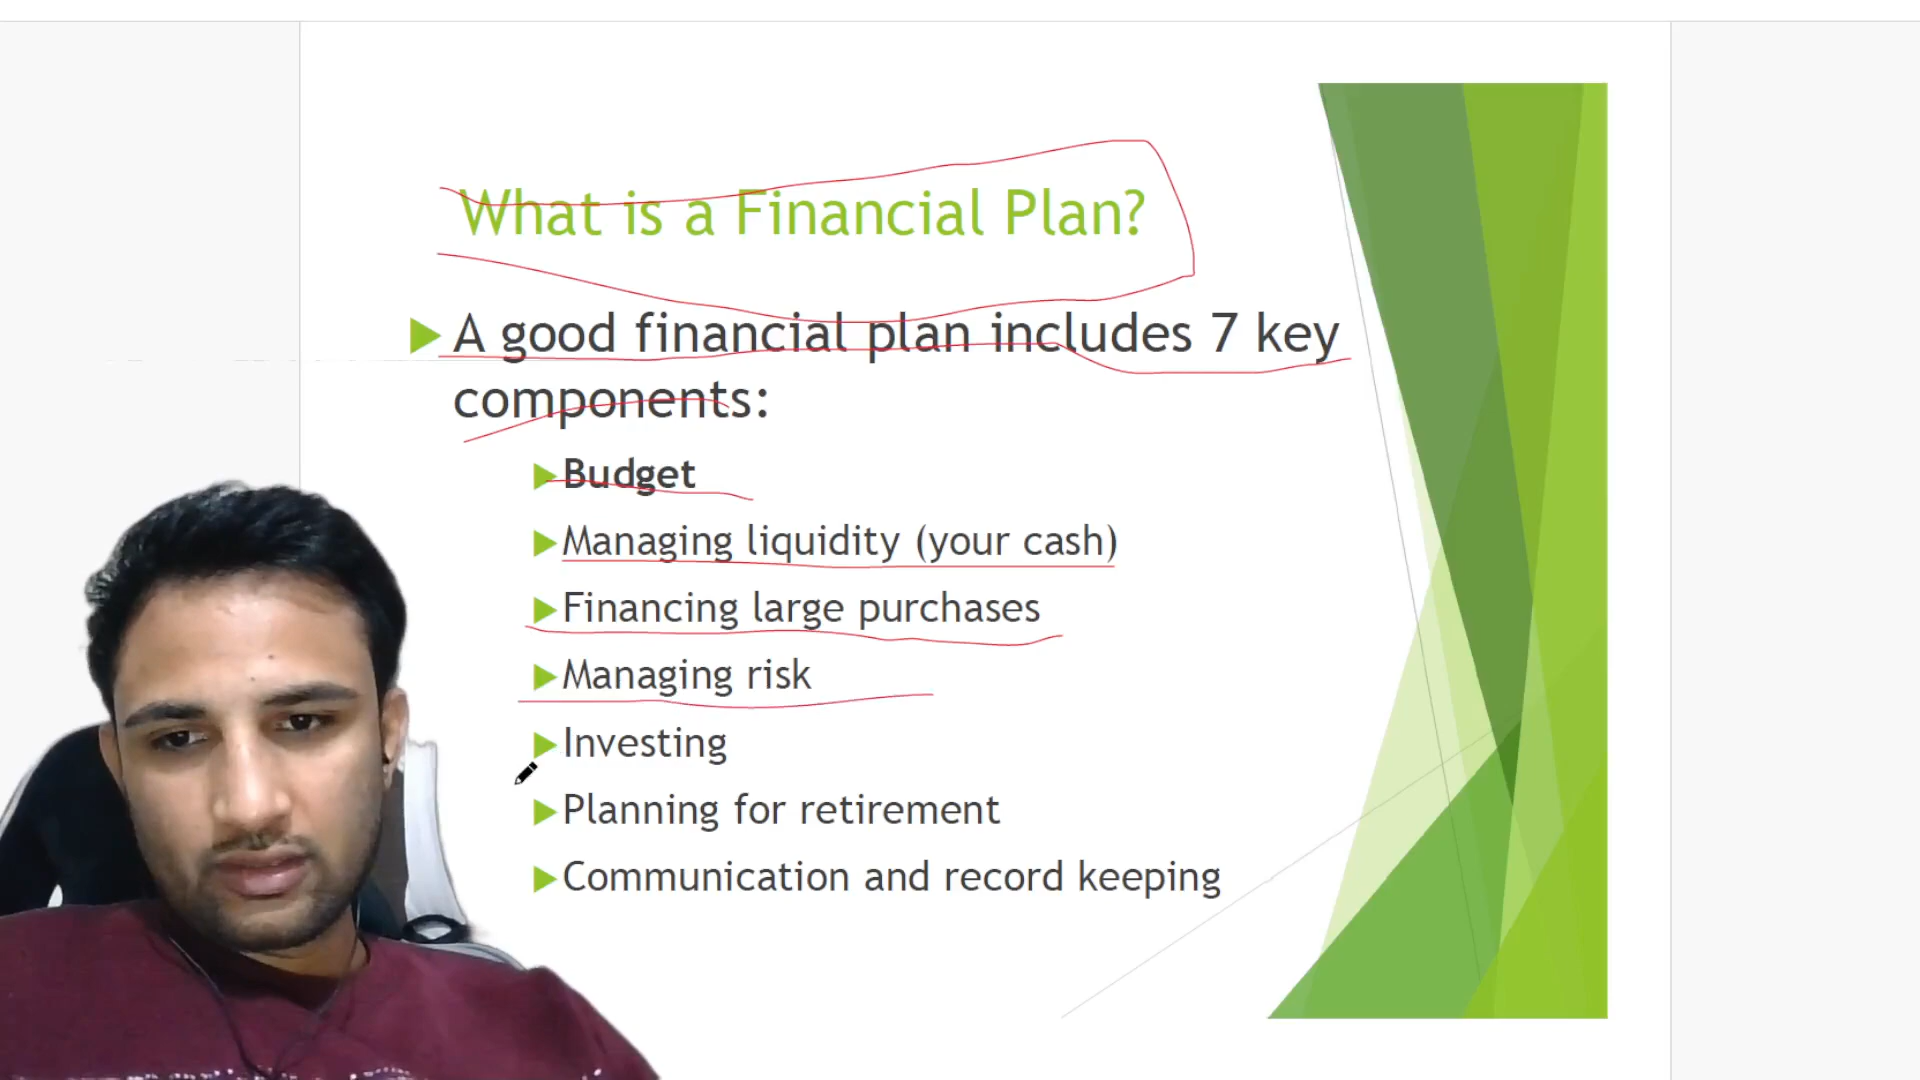 What is a Financial Plan?
A good financial plan includes 7 key
components:
Budget
Managing liquidity (your cash)
Financing large purchases
Managing risk
Investing
Planning for retirement
Communication and record keeping